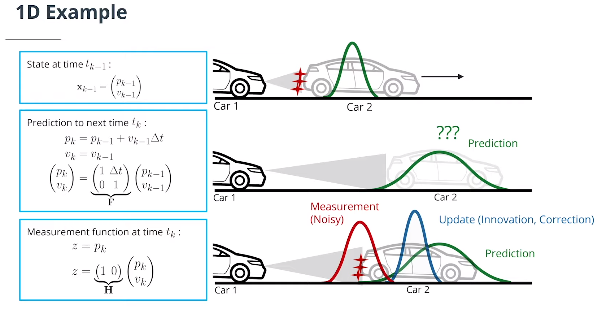 1D Example
State at time t_{k-1} :
x_{k-1} = (p_{k-1} v_{k-1})
Car 1
Car 2
Prediction to next time t_k :
p_k = p_{k-1} + v_{k-1}Δt
v_k = v_{k-1}
(p_k v_k) = (1 Δt 0 1) (p_{k-1} v_{k-1})
F
???
Prediction
Car 1
Car 2
Measurement function at time t_k :
z = p_k
z = (1 0) (p_k v_k)
H
Measurement
(Noisy)
Update (Innovation, Correction)
Prediction
Car 1
Car 2